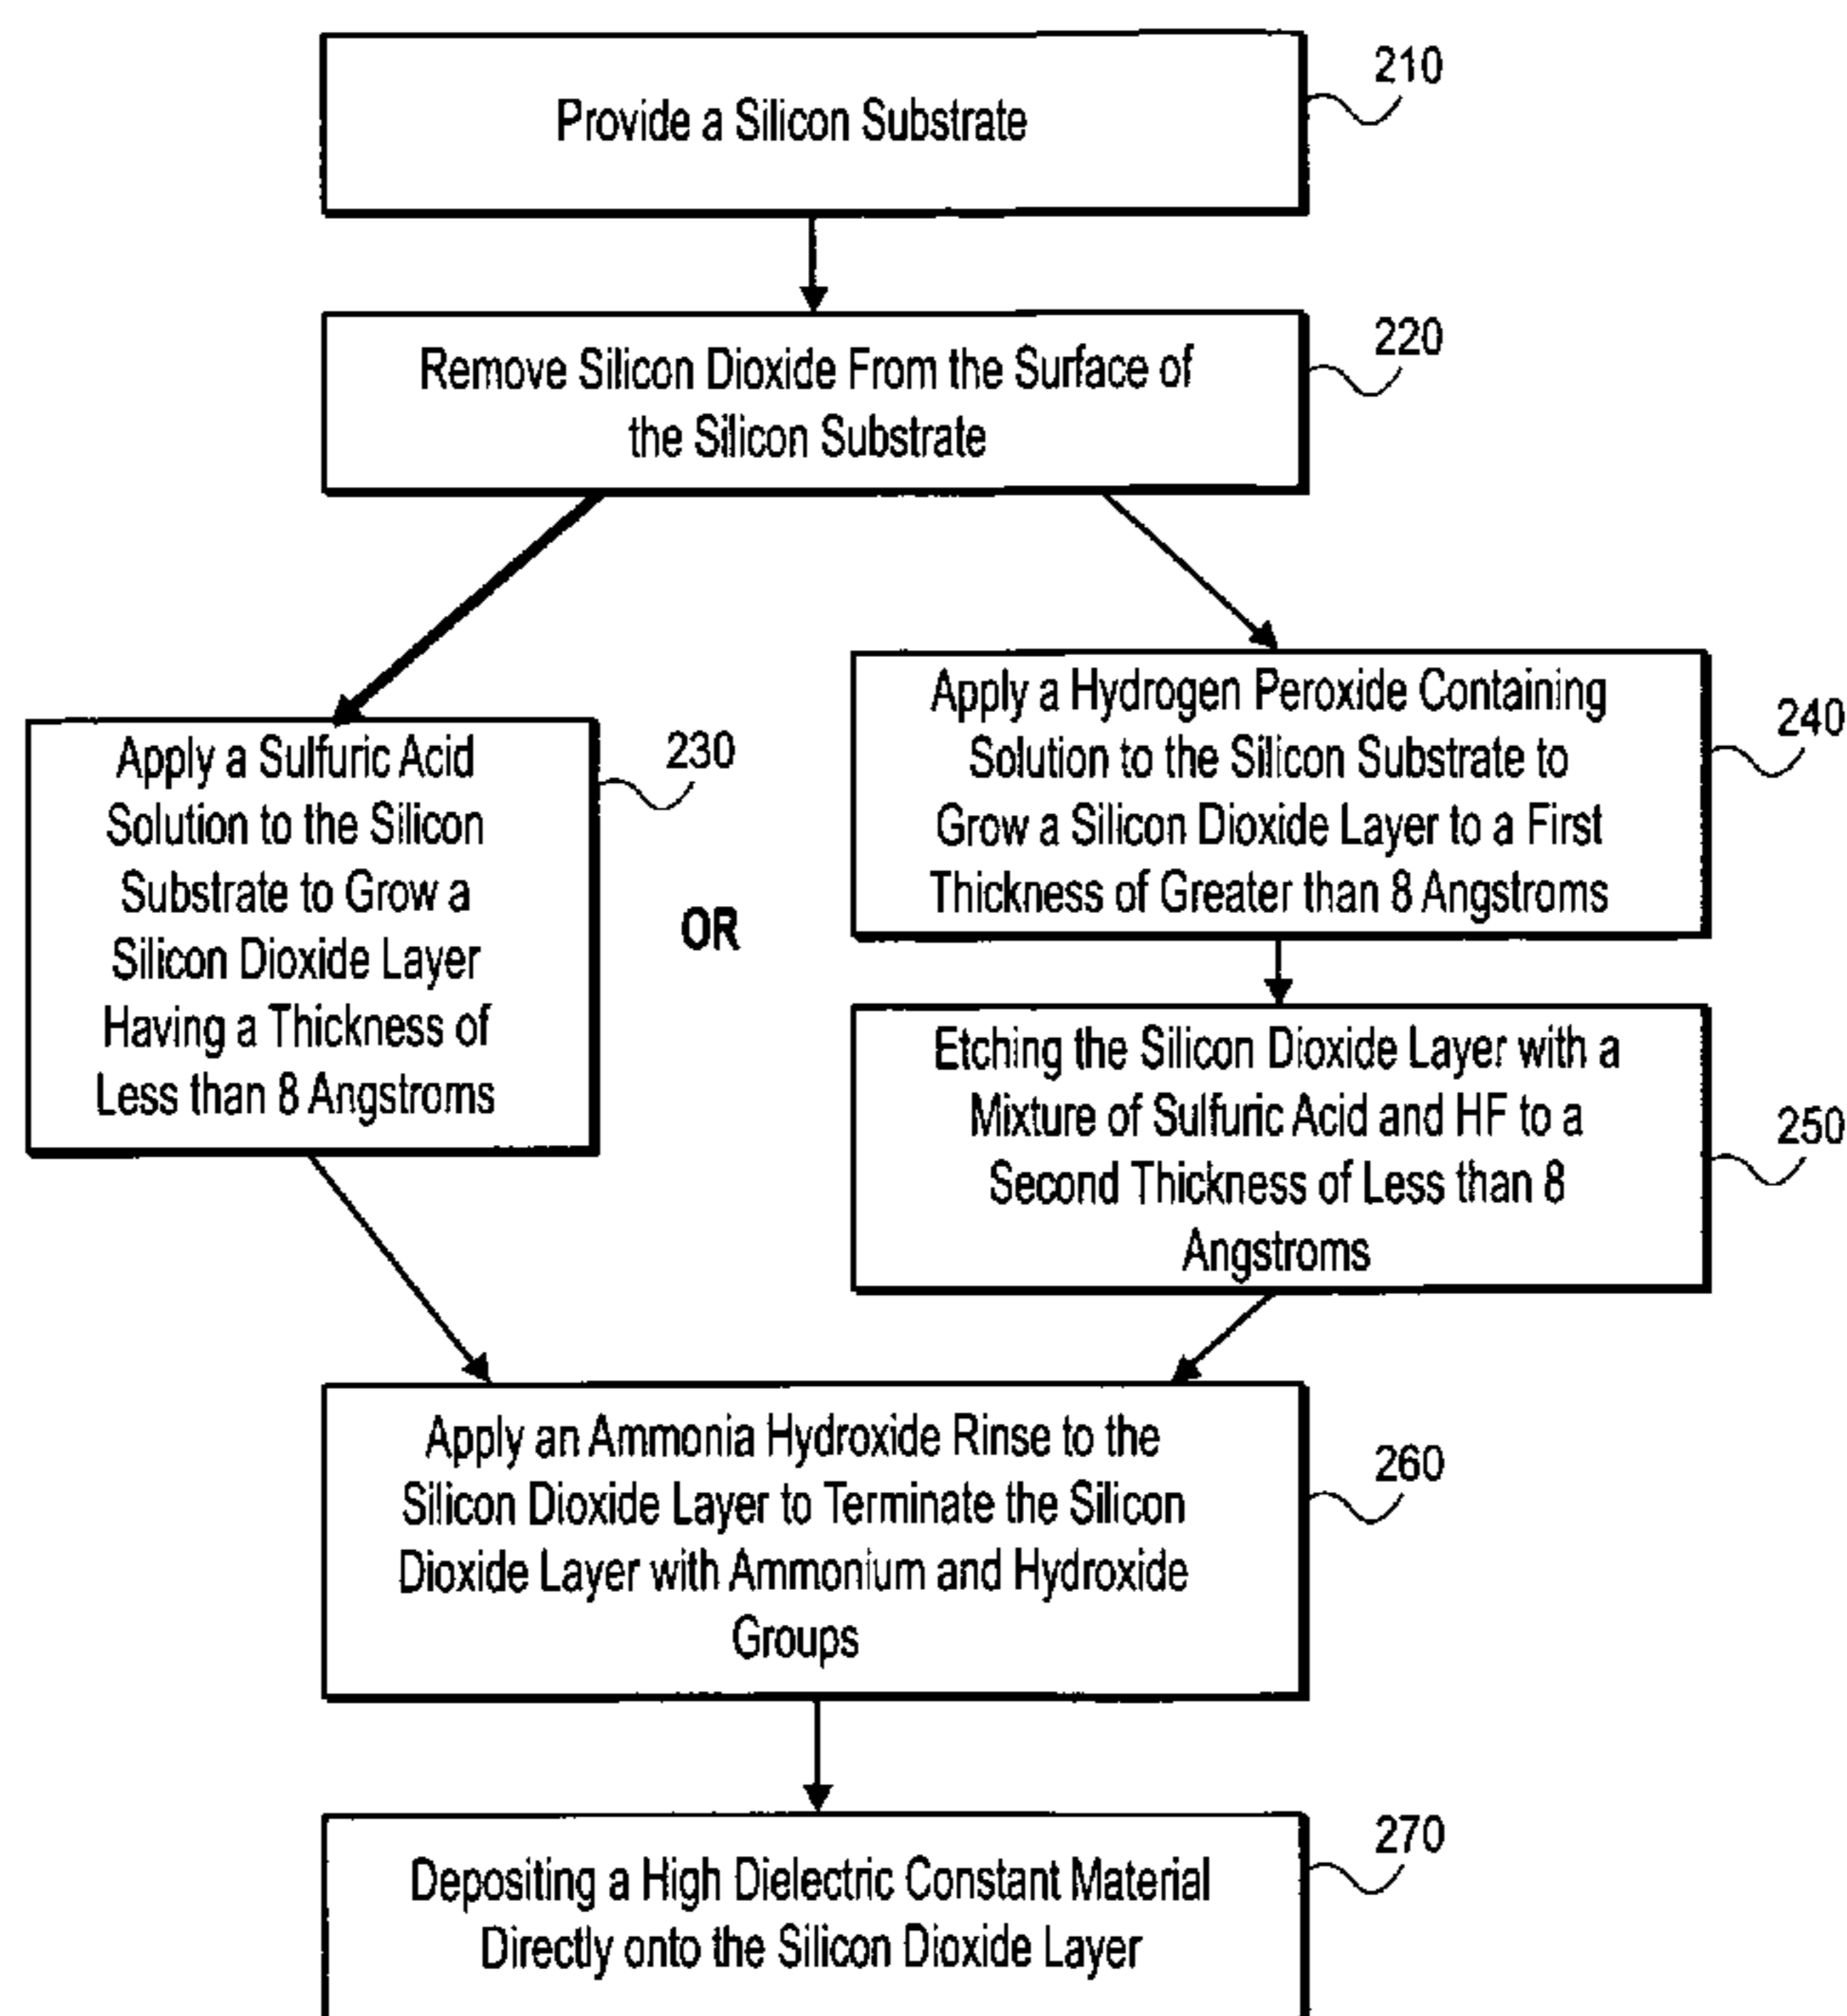 Provide a Silicon Substrate
210
Remove Silicon Dioxide From the Surface of
the Silicon Substrate
220
Apply a Sulfuric Acid
Solution to the Silicon
Substrate to Grow a
Silicon Dioxide Layer
Having a Thickness of
Less than 8 Angstroms
230
OR
Apply a Hydrogen Peroxide Containing
Solution to the Silicon Substrate to
Grow a Silicon Dioxide Layer to a First
Thickness of Greater than 8 Angstroms
240
Etching the Silicon Dioxide Layer with a
Mixture of Sulfuric Acid and HF to a
Second Thickness of Less than 8
Angstroms
250
Apply an Ammonia Hydroxide Rinse to the
Silicon Dioxide Layer to Terminate the Silicon
Dioxide Layer with Ammonium and Hydroxide
Groups
260
Depositing a High Dielectric Constant Material
Directly onto the Silicon Dioxide Layer
270